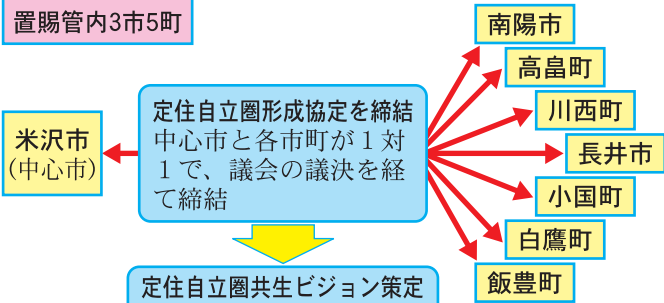 置賜管内3市5町
米沢市
(中心市)
定住自立圏形成協定を締結
中心市と各市町が１対
１で、議会の議決を経
て締結
南陽市
高畠町
川西町
長井市
小国町
白鷹町
飯豊町
定住自立圏共生ビジョン策定